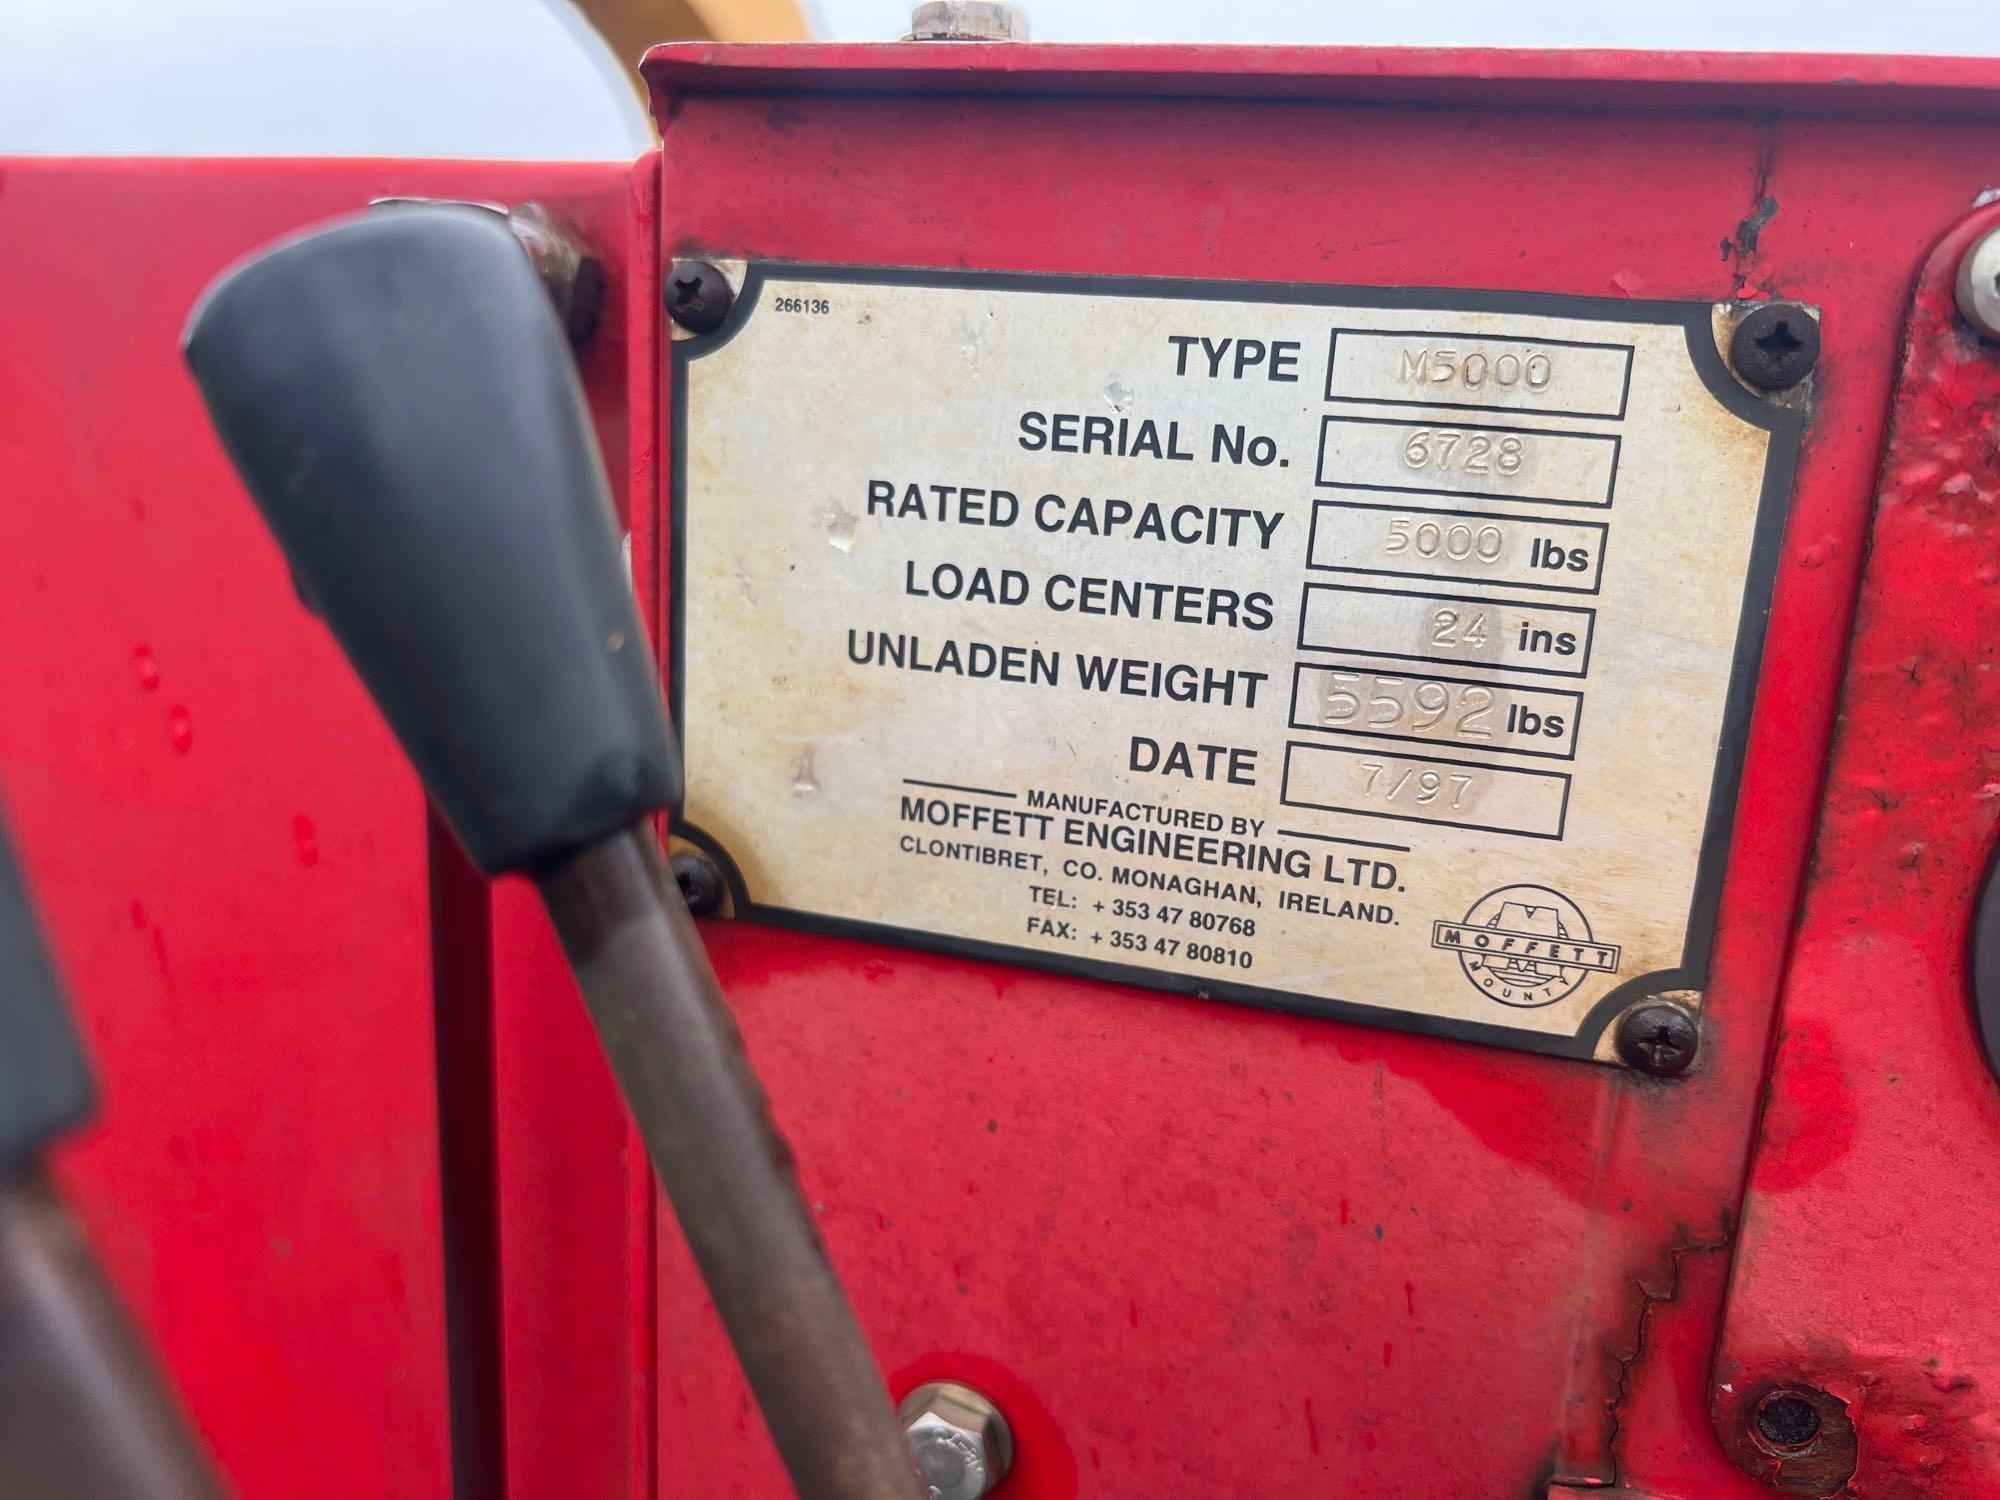 266136
TYPE M5000
SERIAL No. 6728
RATED CAPACITY 5000 lbs
LOAD CENTERS 24 ins
UNLADEN WEIGHT 5592 lbs
DATE 7/97
MANUFACTURED BY
MOFFETT ENGINEERING LTD.
CLONTIBRET, CO. MONAGHAN, IRELAND.
TEL: + 353 47 80768
FAX: + 353 47 80810
MOFFETT
MOUNTY